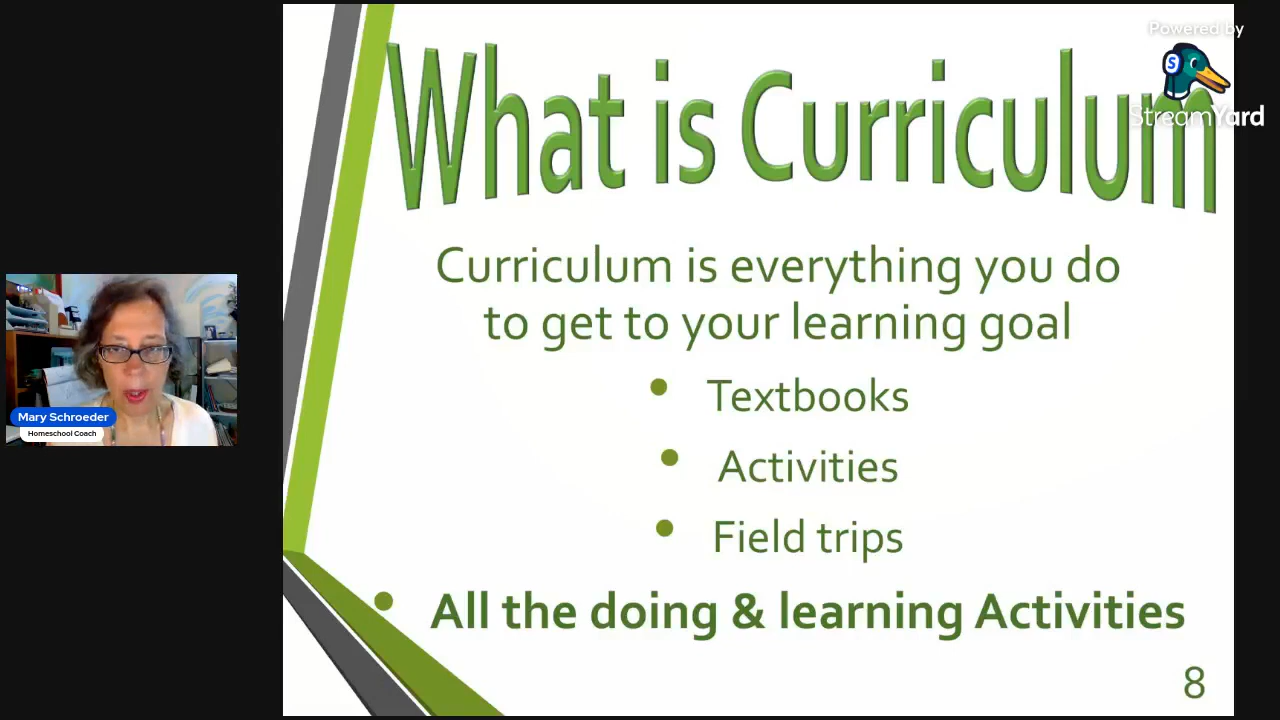 Powered by
S
StreamYard
What is Curriculum
Curriculum is everything you do
to get to your learning goal
• Textbooks
• Activities
• Field trips
• All the doing & learning Activities
Mary Schroeder
Homeschool Coach
8